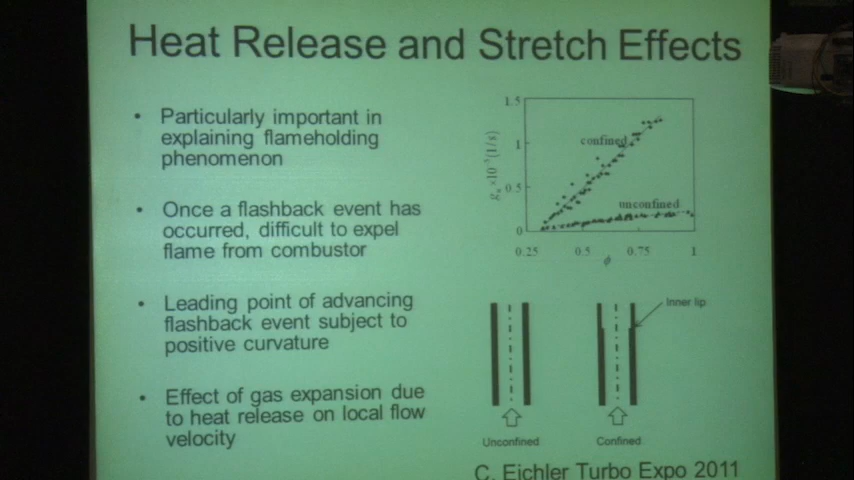 Heat Release and Stretch Effects
• Particularly important in
explaining flameholding
phenomenon
• Once a flashback event has
occurred, difficult to expel
flame from combustor
• Leading point of advancing
flashback event subject to
positive curvature
• Effect of gas expansion due
to heat release on local flow
velocity
1.5
1
0.5
0
confined
unconfined
0.25
0.5
0.75
1
ϕ
Inner lip
Unconfined
Confined
C. Eichler Turbo Expo 2011